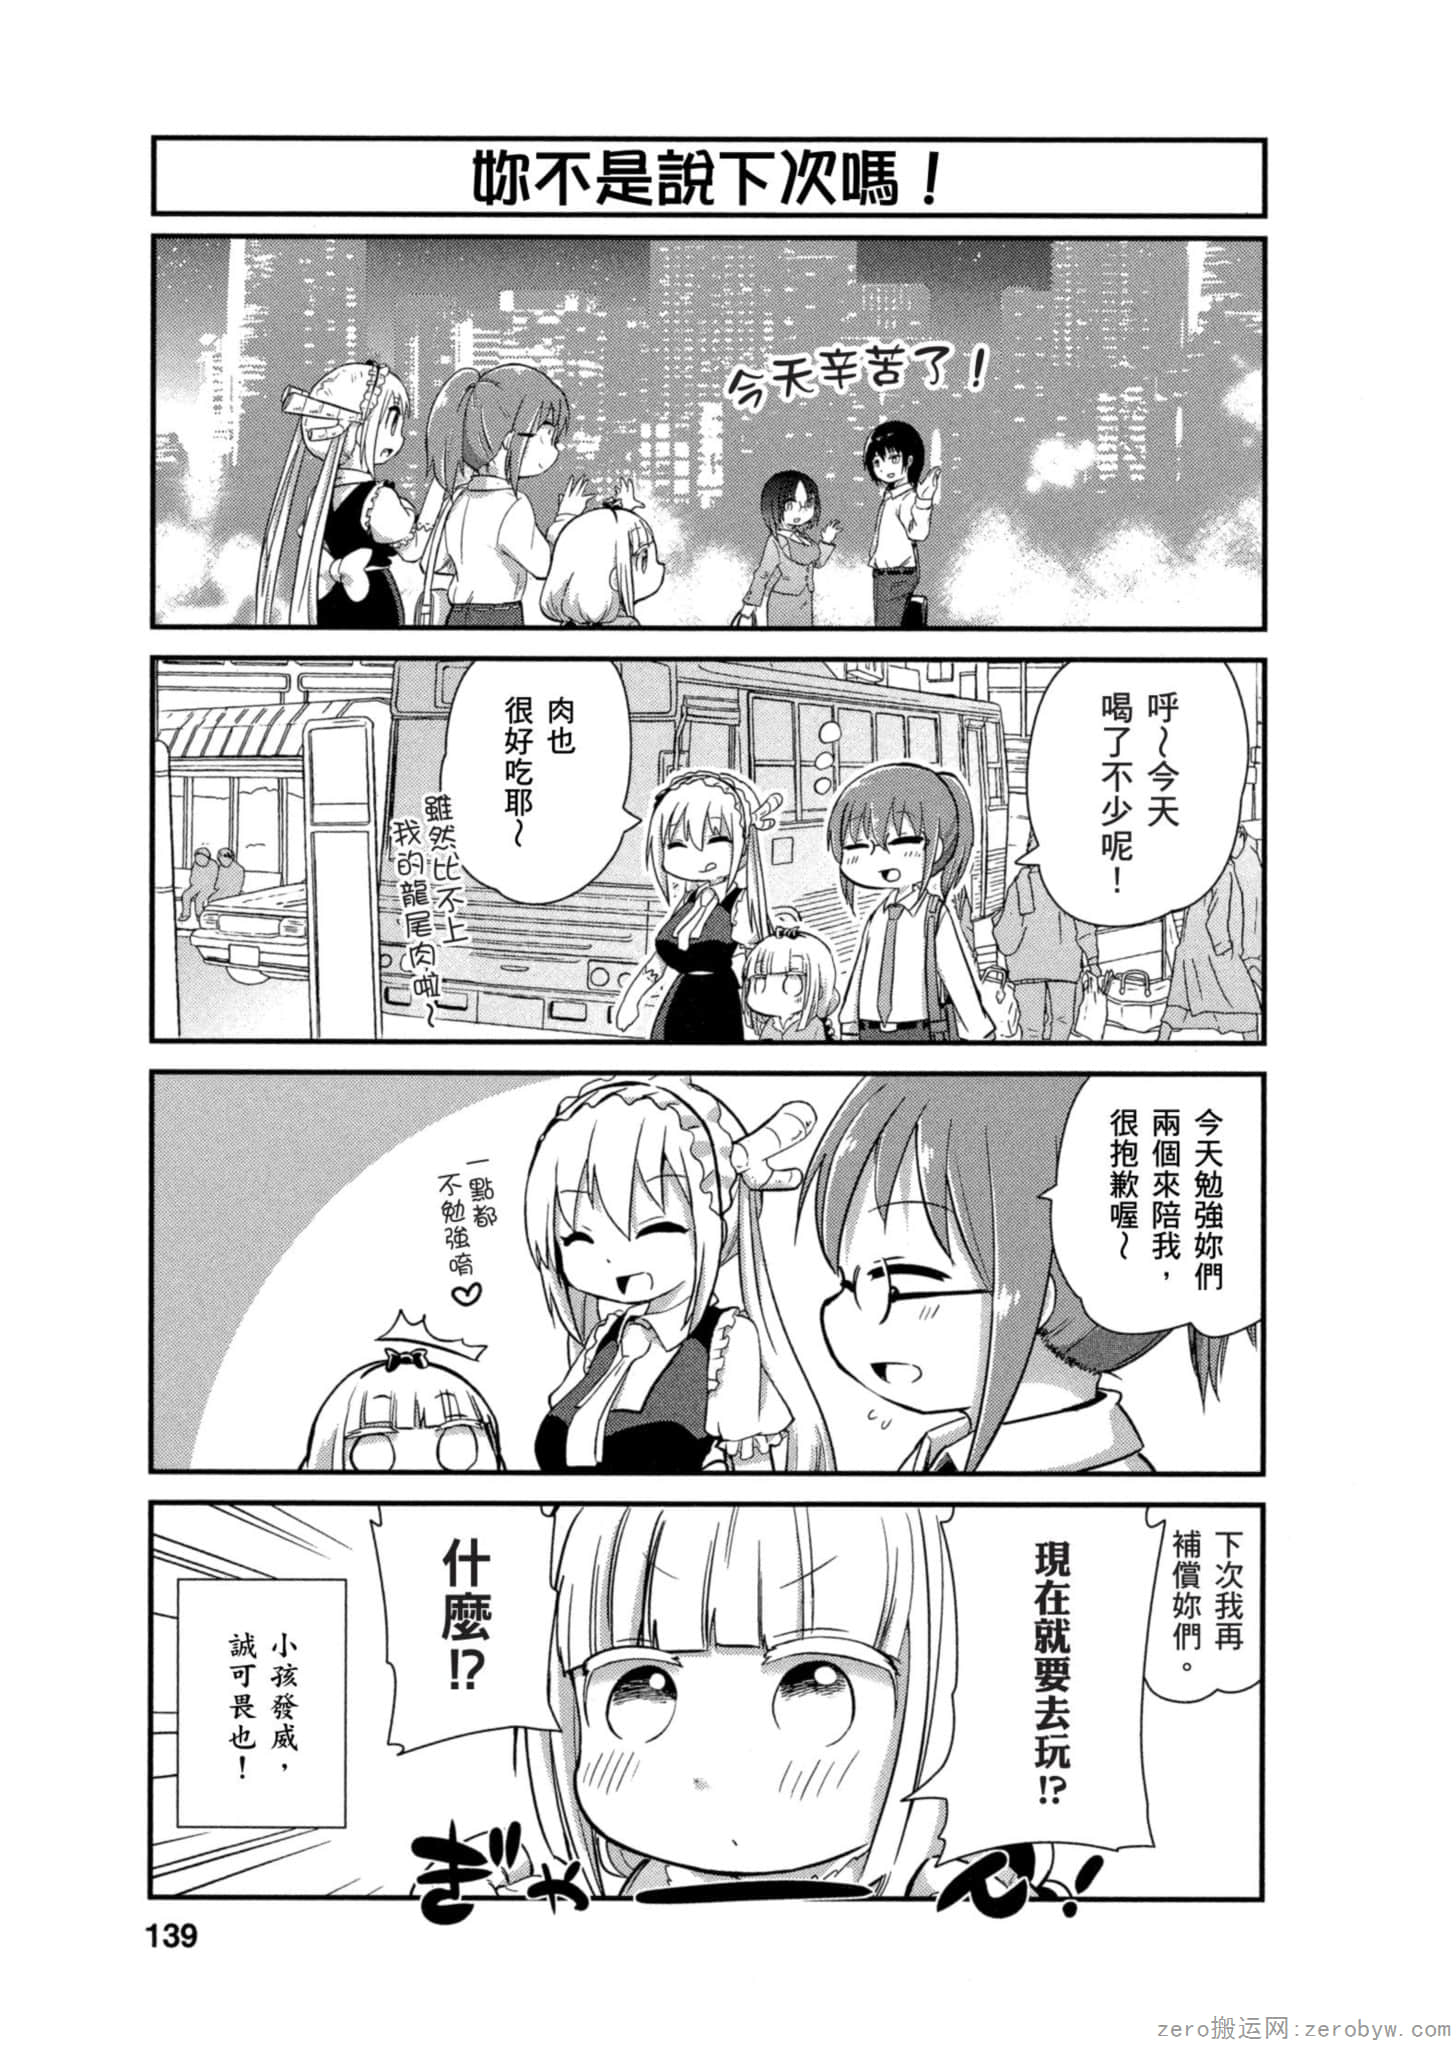 妳不是說下次嗎！
今天辛苦了！
呼～今天
喝了不少呢！
肉也
很好吃耶～
雖然比不上
我的龍尾肉啦～
今天勉強妳們
兩個來陪我，
很抱歉喔～
一點都
不勉強唷♡
下次我再
補償妳們。
現在就要去玩!?
什麼!?
小孩發威，
誠可畏也！
ぎゃーん！
139
zero搬运网:zerobyw.com